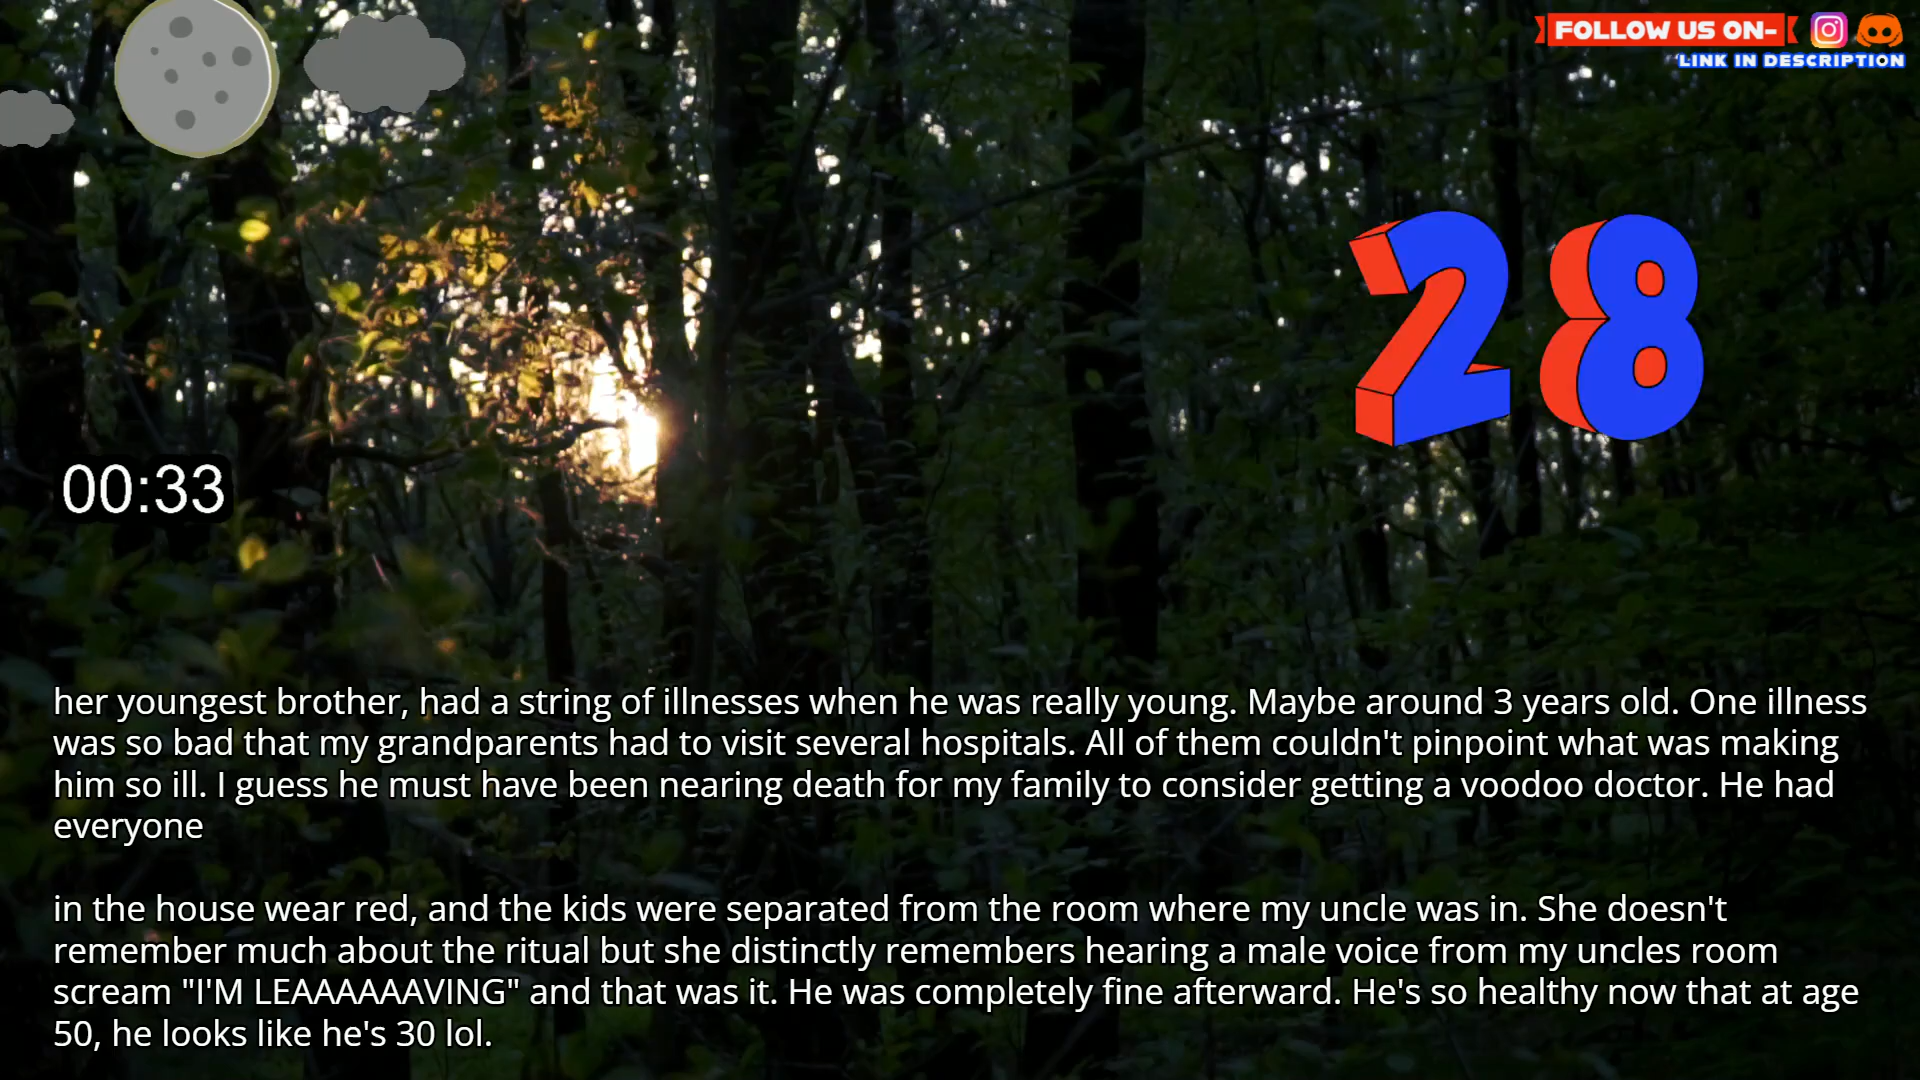 FOLLOW US ON-
LINK IN DESCRIPTION
28
00:33
her youngest brother, had a string of illnesses when he was really young. Maybe around 3 years old. One illness
was so bad that my grandparents had to visit several hospitals. All of them couldn't pinpoint what was making
him so ill. I guess he must have been nearing death for my family to consider getting a voodoo doctor. He had
everyone
in the house wear red, and the kids were separated from the room where my uncle was in. She doesn't
remember much about the ritual but she distinctly remembers hearing a male voice from my uncles room
scream "I'M LEAAAAAAVING" and that was it. He was completely fine afterward. He's so healthy now that at age
50, he looks like he's 30 lol.